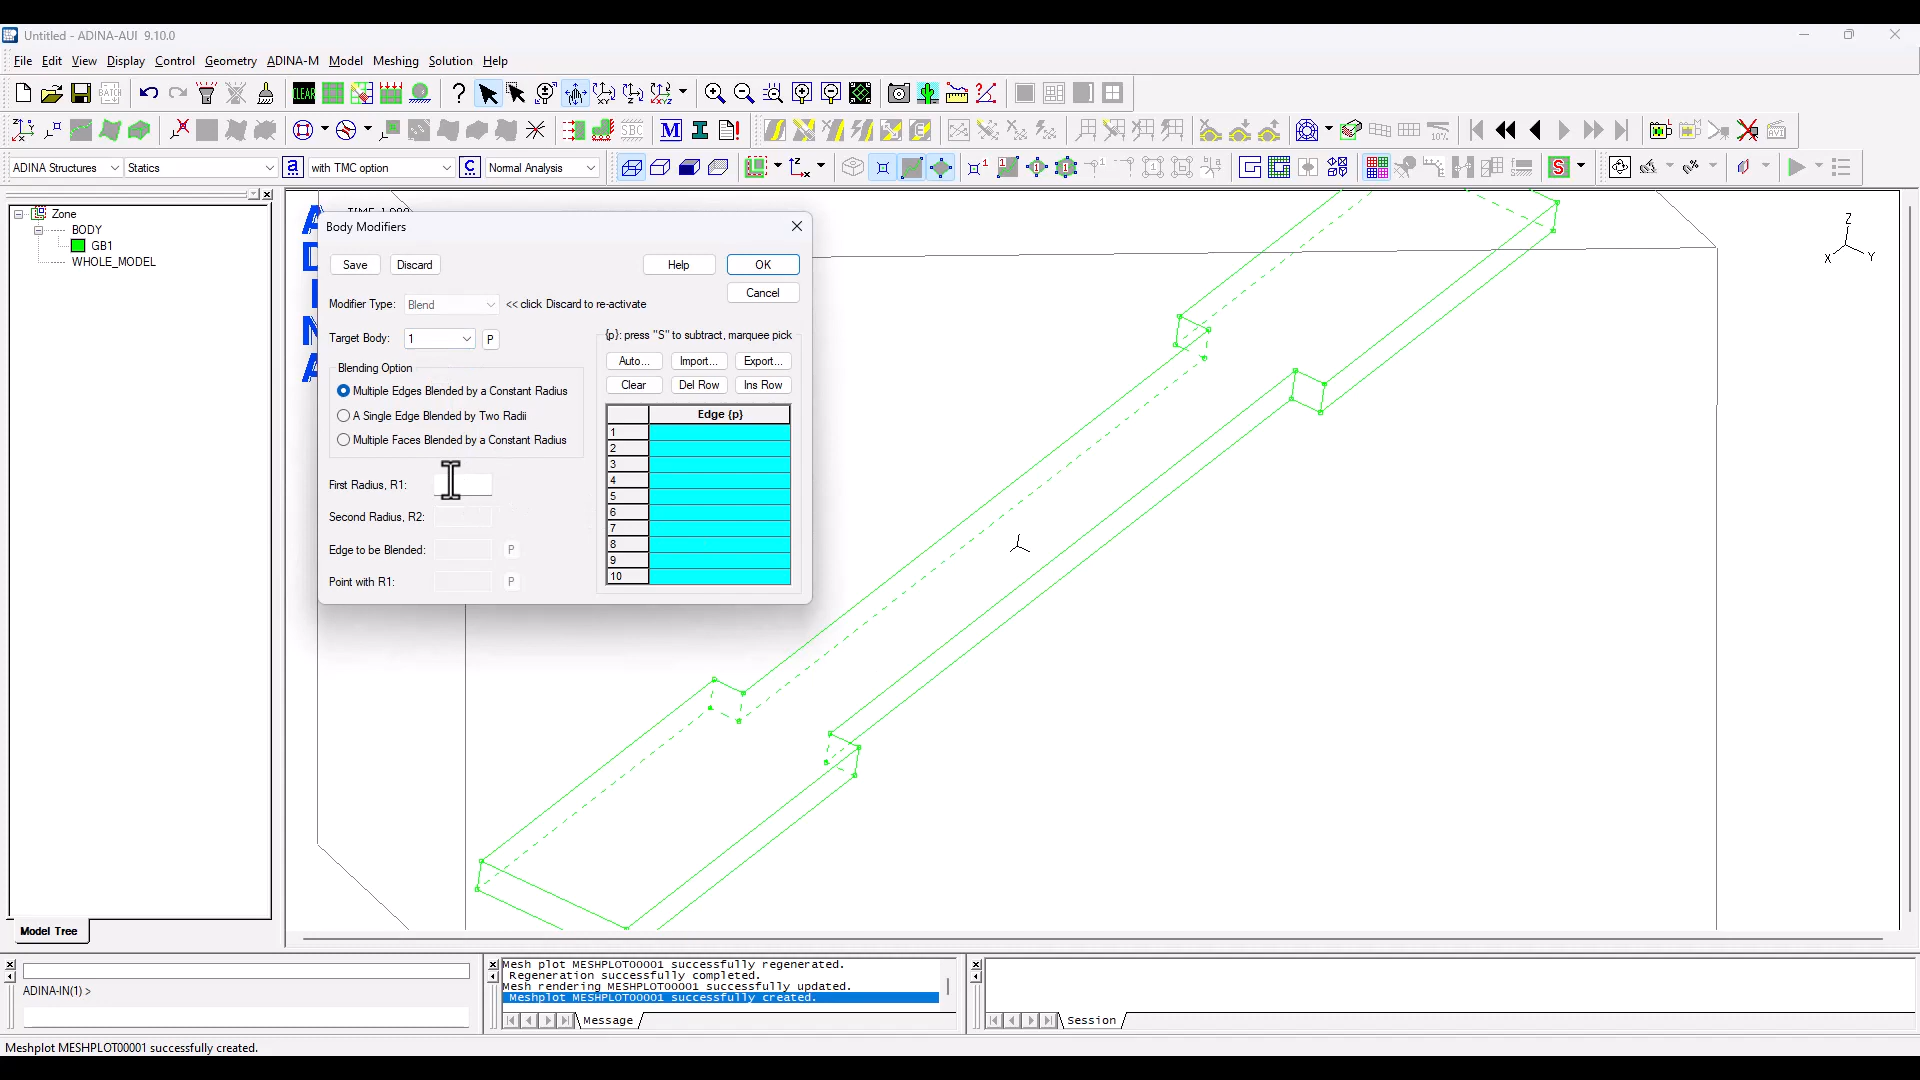 Untitled - ADINA-AUI 9.10.0
File Edit View Display Control Geometry ADINA-M Model Meshing Solution Help
ADINA Structures Statics a with TMC option C Normal Analysis
Zone
BODY
GB1
WHOLE_MODEL
Model Tree
A
D
I
N
A
Body Modifiers
Save Discard Help OK
Cancel
Modifier Type: Blend << click Discard to re-activate
Target Body: 1 P
{p}: press "S" to subtract, marquee pick
Blending Option
Multiple Edges Blended by a Constant Radius
A Single Edge Blended by Two Radii
Multiple Faces Blended by a Constant Radius
Auto... Import... Export...
Clear Del Row Ins Row
Edge {p}
1
2
3
4
5
6
7
8
9
10
First Radius, R1:
Second Radius, R2:
Edge to be Blended: P
Point with R1: P
Z
X Y
ADINA-IN(1) >
Mesh plot MESHPLOT00001 successfully regenerated.
Regeneration successfully completed.
Mesh rendering MESHPLOT00001 successfully updated.
Meshplot MESHPLOT00001 successfully created.
Message
Session
Meshplot MESHPLOT00001 successfully created.